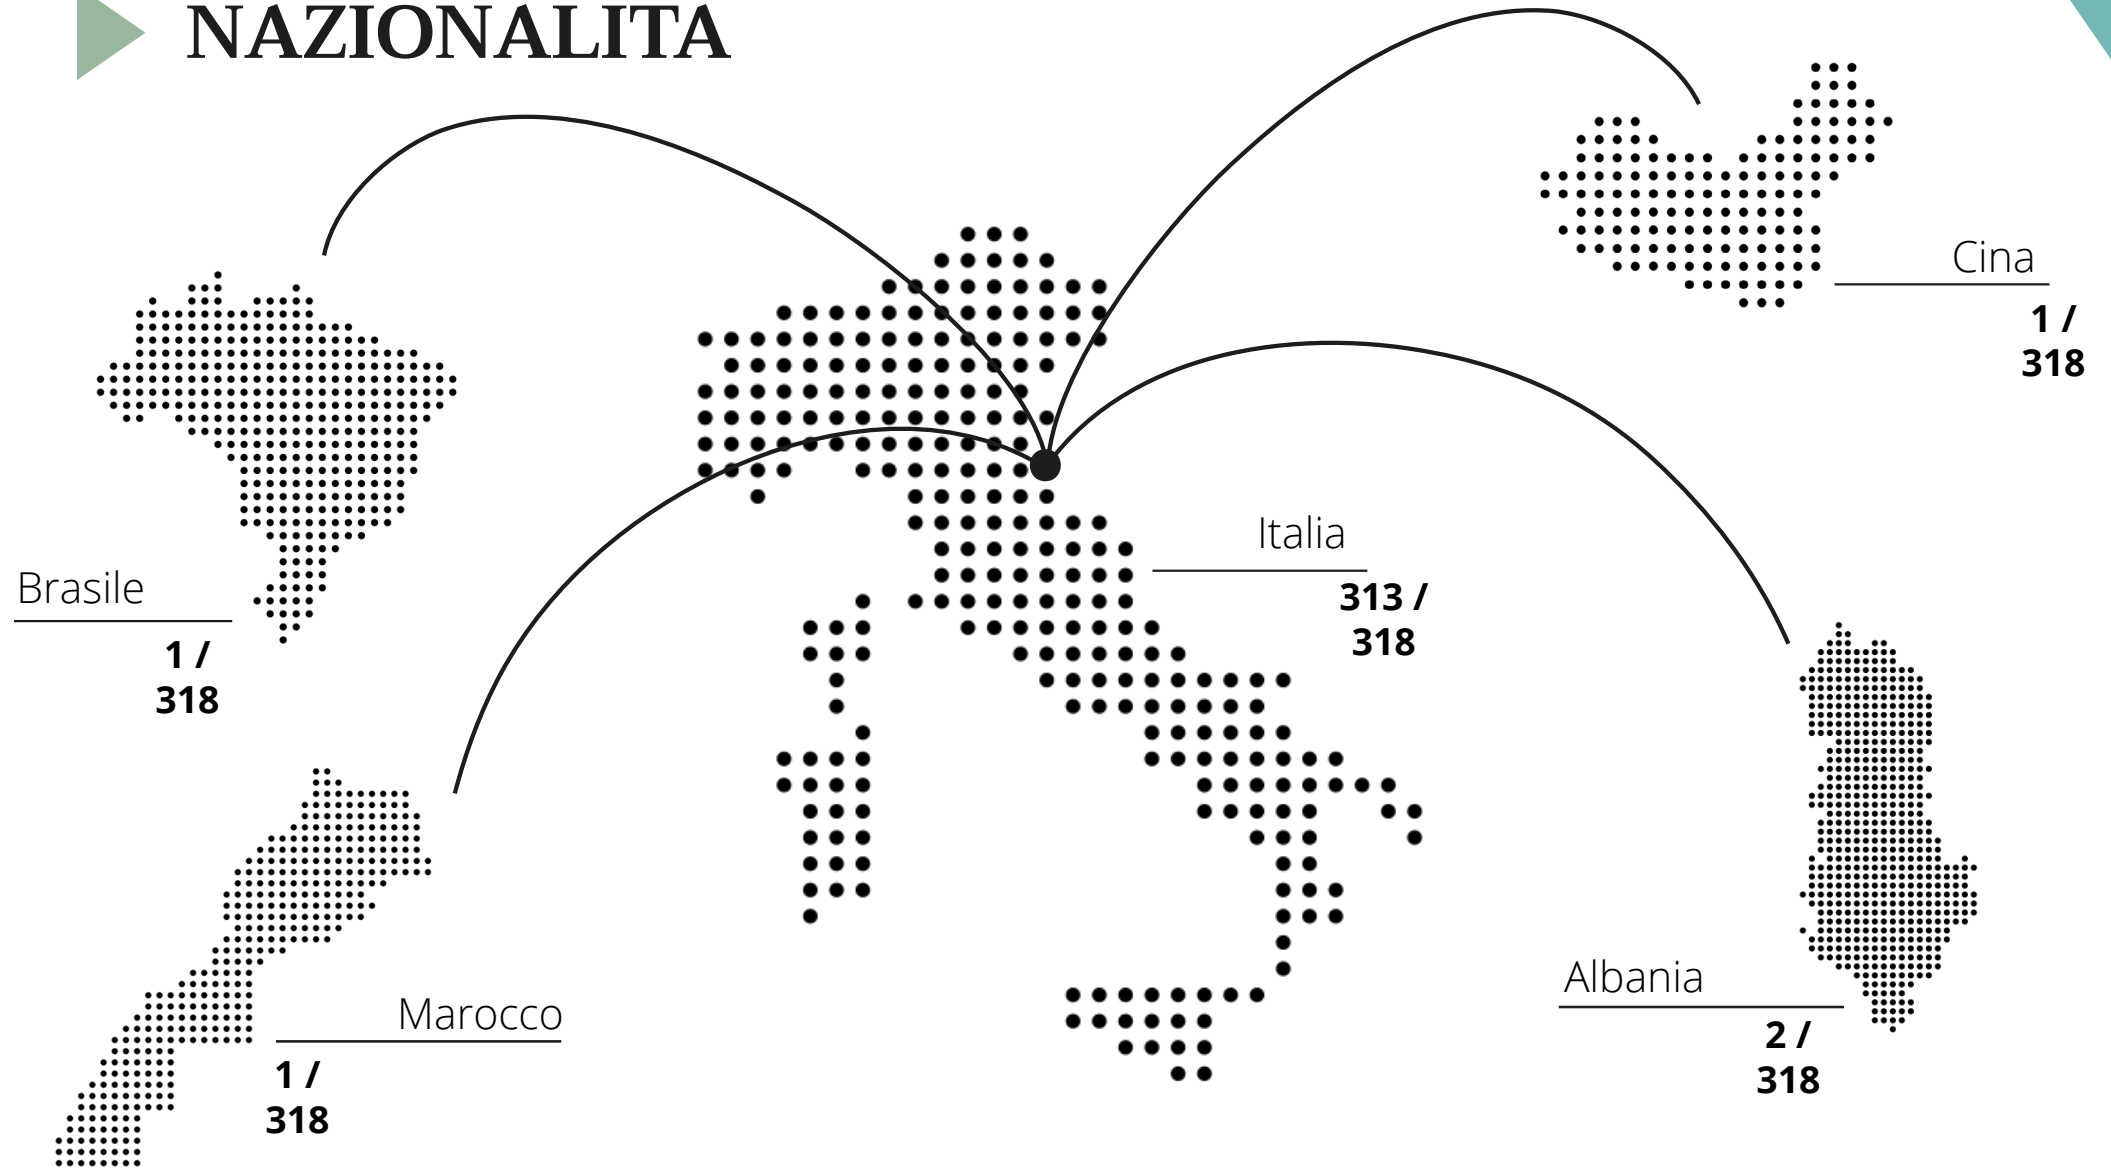 NAZIONALITA
Cina
1 /
318
Italia
313 /
318
Brasile
1 /
318
Albania
2 /
318
Marocco
1 /
318